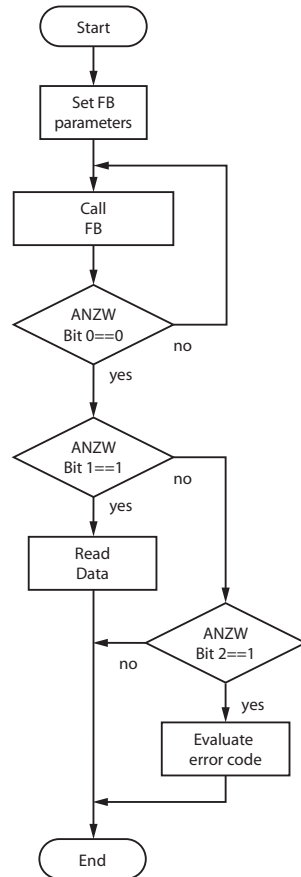 Start
Set FB
parameters
Call
FB
ANZW
Bit 0==0
no
yes
ANZW
Bit 1==1
no
yes
Read
Data
ANZW
Bit 2==1
no
yes
Evaluate
error code
End